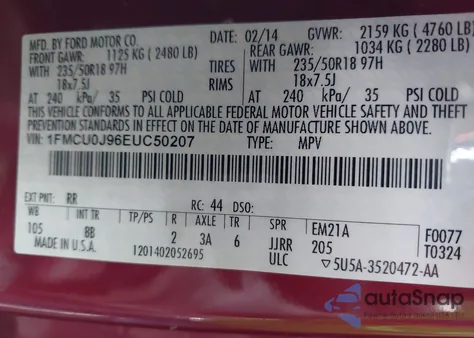 MFD. BY FORD MOTOR CO. 02/14 GVWR: 2159 KG (4760 LB)
FRONT GAWR: 1125 KG (2480 LB) REAR GAWR: 1034 KG (2280 LB)
WITH 235/50R18 97H TIRES WITH 235/50R18 97H
18x7.5J RIMS 18x7.5J
AT 240 kPa/ 35 PSI COLD AT 240 kPa/ 35 PSI COLD
THIS VEHICLE CONFORMS TO ALL APPLICABLE FEDERAL MOTOR VEHICLE SAFETY AND BUMPER
AND THEFT PREVENTION STANDARDS IN EFFECT ON THE DATE OF MANUFACTURE SHOWN ABOVE.
VIN: 1FMCU0J96EUC50207 TYPE: MPV
EXT PNT: RR RC: 44 DSO:
WB INT TR TP/PS R AXLE TR SPR EM21A F0077
105 BB 2 3A 6 JJRR 205 T0324
MADE IN U.S.A. 1201402052695 ULC ▽5U5A-3520472-AA
autoSnap